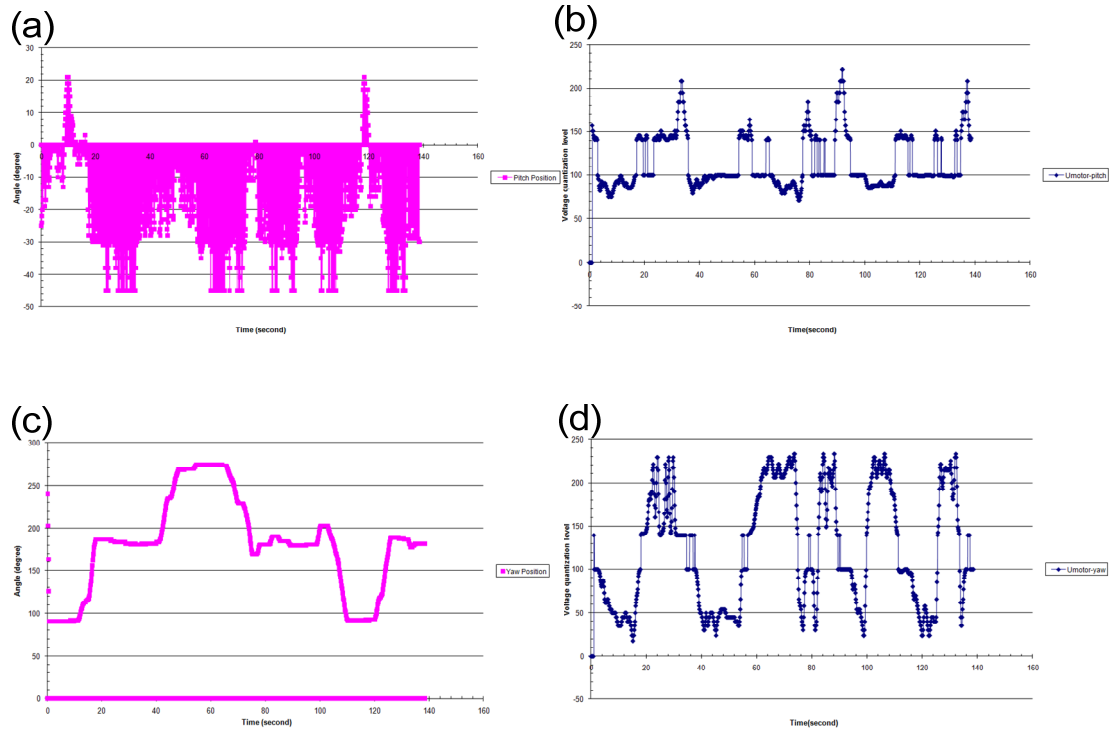 (a)
30
20
10
0
-10
-20
-30
-40
-50
0 20 40 60 80 100 120 140 160
Angle (degree)
Time (second)
Pitch Position
(b)
250
200
150
100
50
0
-50
0 20 40 60 80 100 120 140 160
Voltage quantization level
Time(second)
Umotor-pitch
(c)
300
250
200
150
100
50
0
0 20 40 60 80 100 120 140 160
Angle (degree)
Time (second)
Yaw Position
(d)
250
200
150
100
50
0
-50
20 40 60 80 100 120 140 160
Voltage quantization level
Time(second)
Umotor-yaw